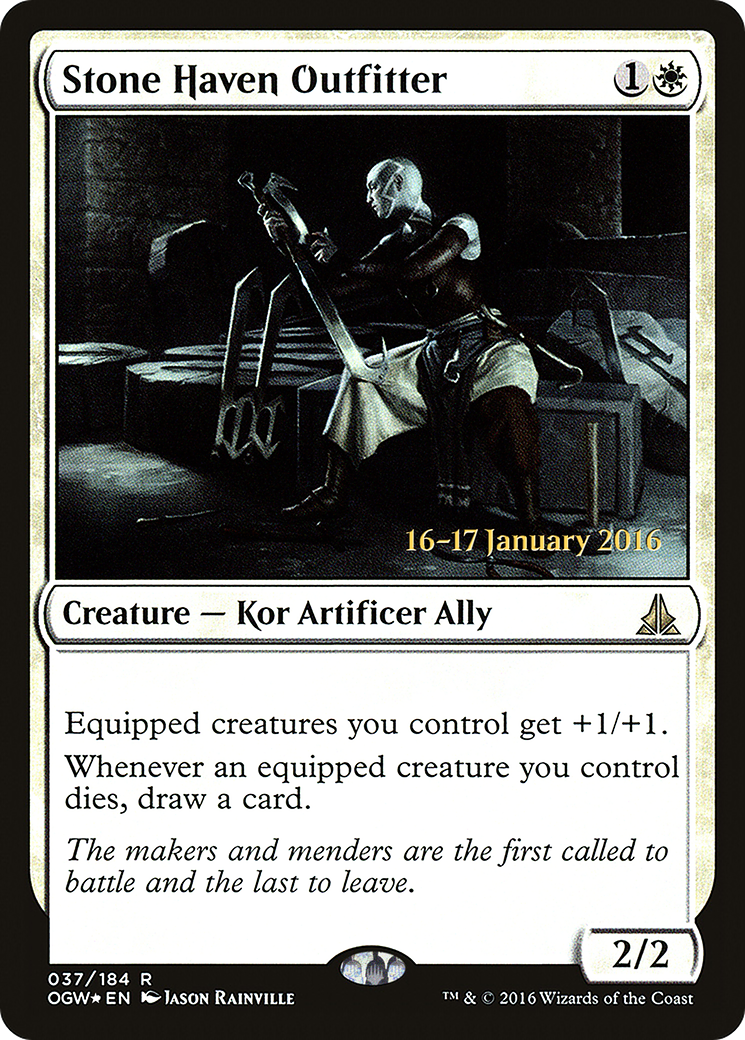 Stone Haven Outfitter 1
16–17 January 2016
Creature — Kor Artificer Ally
Equipped creatures you control get +1/+1.
Whenever an equipped creature you control
dies, draw a card.
The makers and menders are the first called to
battle and the last to leave.
2/2
037/184 R
OGW★EN Jason Rainville
™ & © 2016 Wizards of the Coast